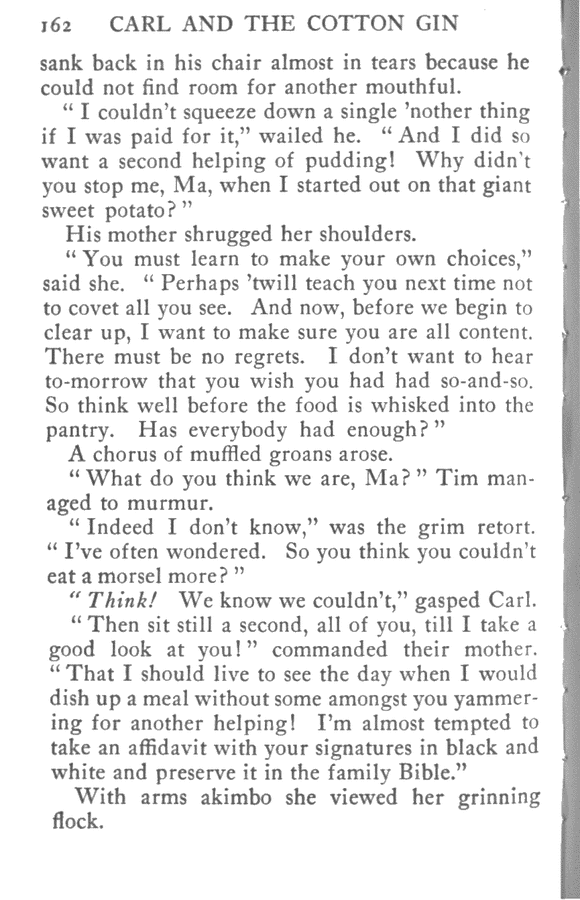 162 CARL AND THE COTTON GIN
sank back in his chair almost in tears because he
could not find room for another mouthful.
“ I couldn’t squeeze down a single ’nother thing
if I was paid for it,” wailed he. “ And I did so
want a second helping of pudding! Why didn’t
you stop me, Ma, when I started out on that giant
sweet potato? ”
His mother shrugged her shoulders.
“ You must learn to make your own choices,”
said she. “ Perhaps ’twill teach you next time not
to covet all you see. And now, before we begin to
clear up, I want to make sure you are all content.
There must be no regrets. I don’t want to hear
to-morrow that you wish you had had so-and-so.
So think well before the food is whisked into the
pantry. Has everybody had enough? ”
A chorus of muffled groans arose.
“ What do you think we are, Ma? ” Tim man-
aged to murmur.
“ Indeed I don’t know,” was the grim retort.
“ I’ve often wondered. So you think you couldn’t
eat a morsel more? ”
“ Think! We know we couldn’t,” gasped Carl.
“ Then sit still a second, all of you, till I take a
good look at you! ” commanded their mother.
“ That I should live to see the day when I would
dish up a meal without some amongst you yammer-
ing for another helping! I’m almost tempted to
take an affidavit with your signatures in black and
white and preserve it in the family Bible.”
With arms akimbo she viewed her grinning
flock.